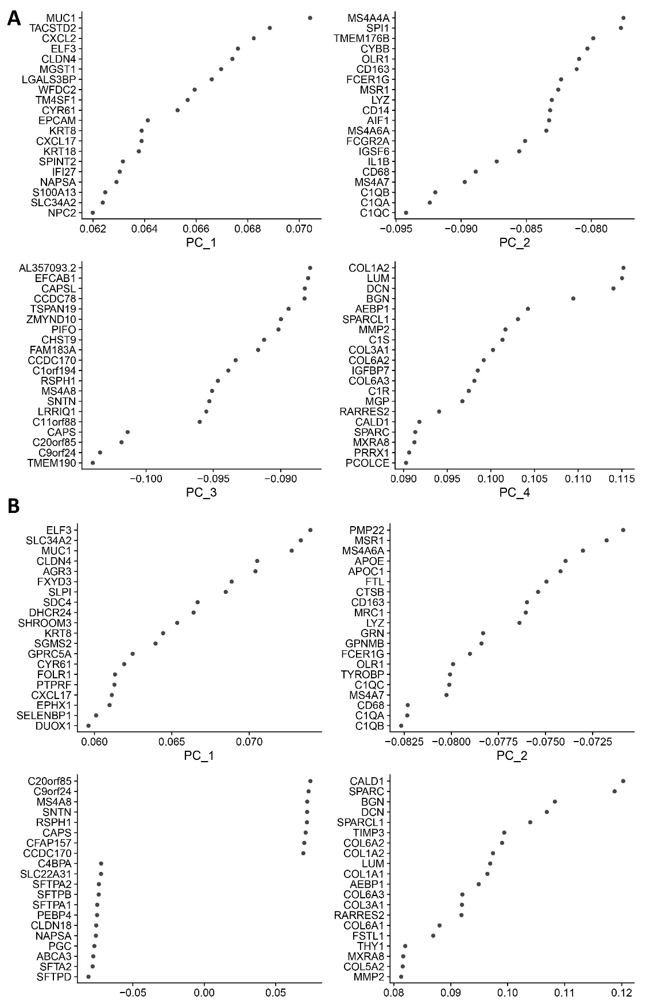 A
MUC1
TACSTD2
CXCL2
ELF3
CLDN4
MGST1
LGALS3BP
WFDC2
TM4SF1
CYR61
EPCAM
KRT8
CXCL17
KRT18
SPINT2
IFI27
NAPSA
S100A13
SLC34A2
NPC2
0.062 0.064 0.066 0.068 0.070
PC_1
MS4A4A
SPI1
TMEM176B
CYBB
OLR1
CD163
FCER1G
MSR1
LYZ
CD14
AIF1
MS4A6A
FCGR2A
IGSF6
IL1B
CD68
MS4A7
C1QB
C1QA
C1QC
−0.095 −0.090 −0.085 −0.080
PC_2
AL357093.2
EFCAB1
CAPSL
CCDC78
TSPAN19
ZMYND10
PIFO
CHST9
FAM183A
CCDC170
C1orf194
RSPH1
MS4A8
SNTN
LRRIQ1
C11orf88
CAPS
C20orf85
C9orf24
TMEM190
−0.100 −0.095 −0.090
PC_3
COL1A2
LUM
DCN
BGN
AEBP1
SPARCL1
MMP2
C1S
COL3A1
COL6A2
IGFBP7
COL6A3
C1R
MGP
RARRES2
CALD1
SPARC
MXRA8
PRRX1
PCOLCE
0.090 0.095 0.100 0.105 0.110 0.115
PC_4
B
ELF3
SLC34A2
MUC1
CLDN4
AGR3
FXYD3
SLPI
SDC4
DHCR24
SHROOM3
KRT8
SGMS2
GPRC5A
CYR61
FOLR1
PTPRF
CXCL17
EPHX1
SELENBP1
DUOX1
0.060 0.065 0.070
PC_1
PMP22
MSR1
MS4A6A
APOE
APOC1
FTL
CTSB
CD163
MRC1
LYZ
GRN
GPNMB
FCER1G
OLR1
TYROBP
C1QC
MS4A7
CD68
C1QA
C1QB
−0.0825 −0.0800 −0.0775 −0.0750 −0.0725
PC_2
C20orf85
C9orf24
MS4A8
SNTN
RSPH1
CAPS
CFAP157
CCDC170
C4BPA
SLC22A31
SFTPA2
SFTPB
SFTPA1
PEBP4
CLDN18
NAPSA
PGC
ABCA3
SFTA2
SFTPD
−0.05 0.00 0.05
CALD1
SPARC
BGN
DCN
SPARCL1
TIMP3
COL6A2
COL1A2
LUM
COL1A1
AEBP1
COL6A3
COL3A1
RARRES2
COL6A1
FSTL1
THY1
MXRA8
COL5A2
MMP2
0.08 0.09 0.10 0.11 0.12